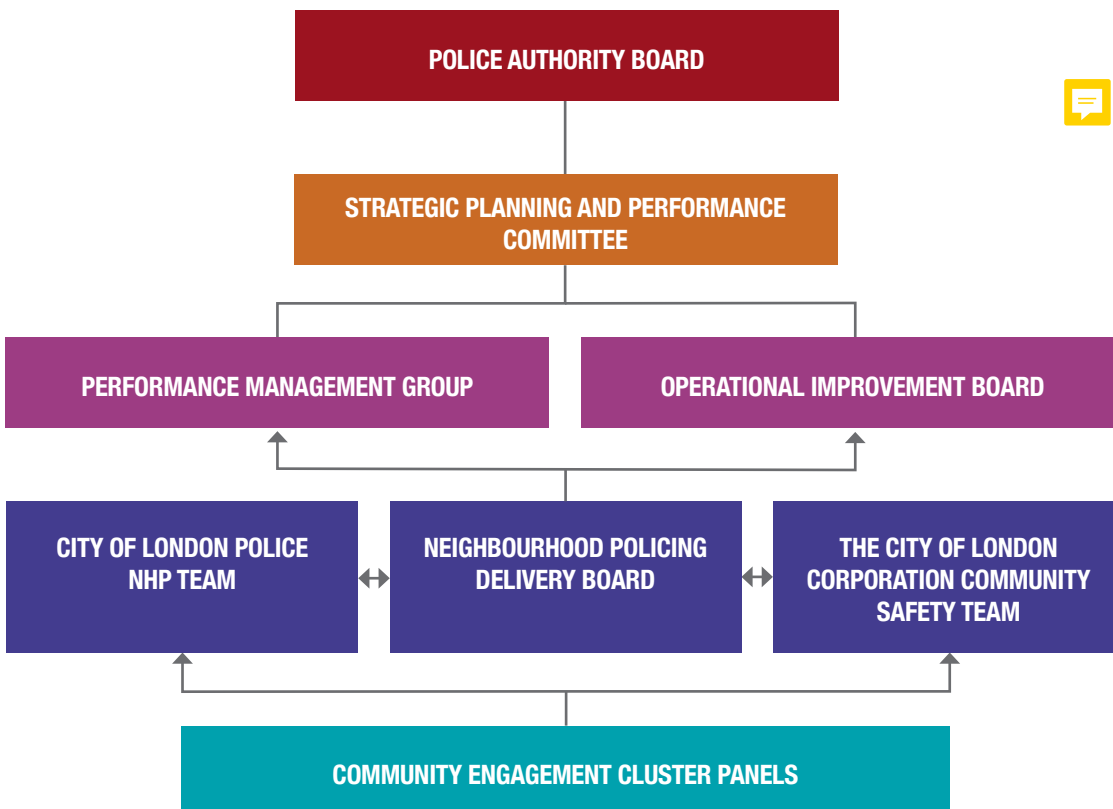 POLICE AUTHORITY BOARD
STRATEGIC PLANNING AND PERFORMANCE
COMMITTEE
PERFORMANCE MANAGEMENT GROUP
OPERATIONAL IMPROVEMENT BOARD
CITY OF LONDON POLICE
NHP TEAM
NEIGHBOURHOOD POLICING
DELIVERY BOARD
THE CITY OF LONDON
CORPORATION COMMUNITY
SAFETY TEAM
COMMUNITY ENGAGEMENT CLUSTER PANELS